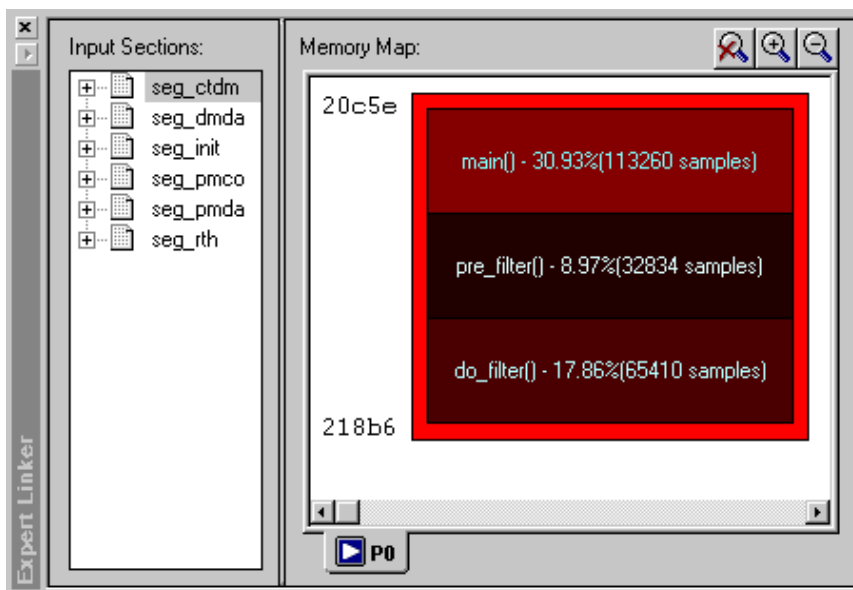 Input Sections:
seg_ctdm
seg_dmda
seg_init
seg_pmco
seg_pmda
seg_rth
Memory Map:
20c5e
main() - 30.93%(113260 samples)
pre_filter() - 8.97%(32834 samples)
do_filter() - 17.86%(65410 samples)
218b6
P0
Expert Linker